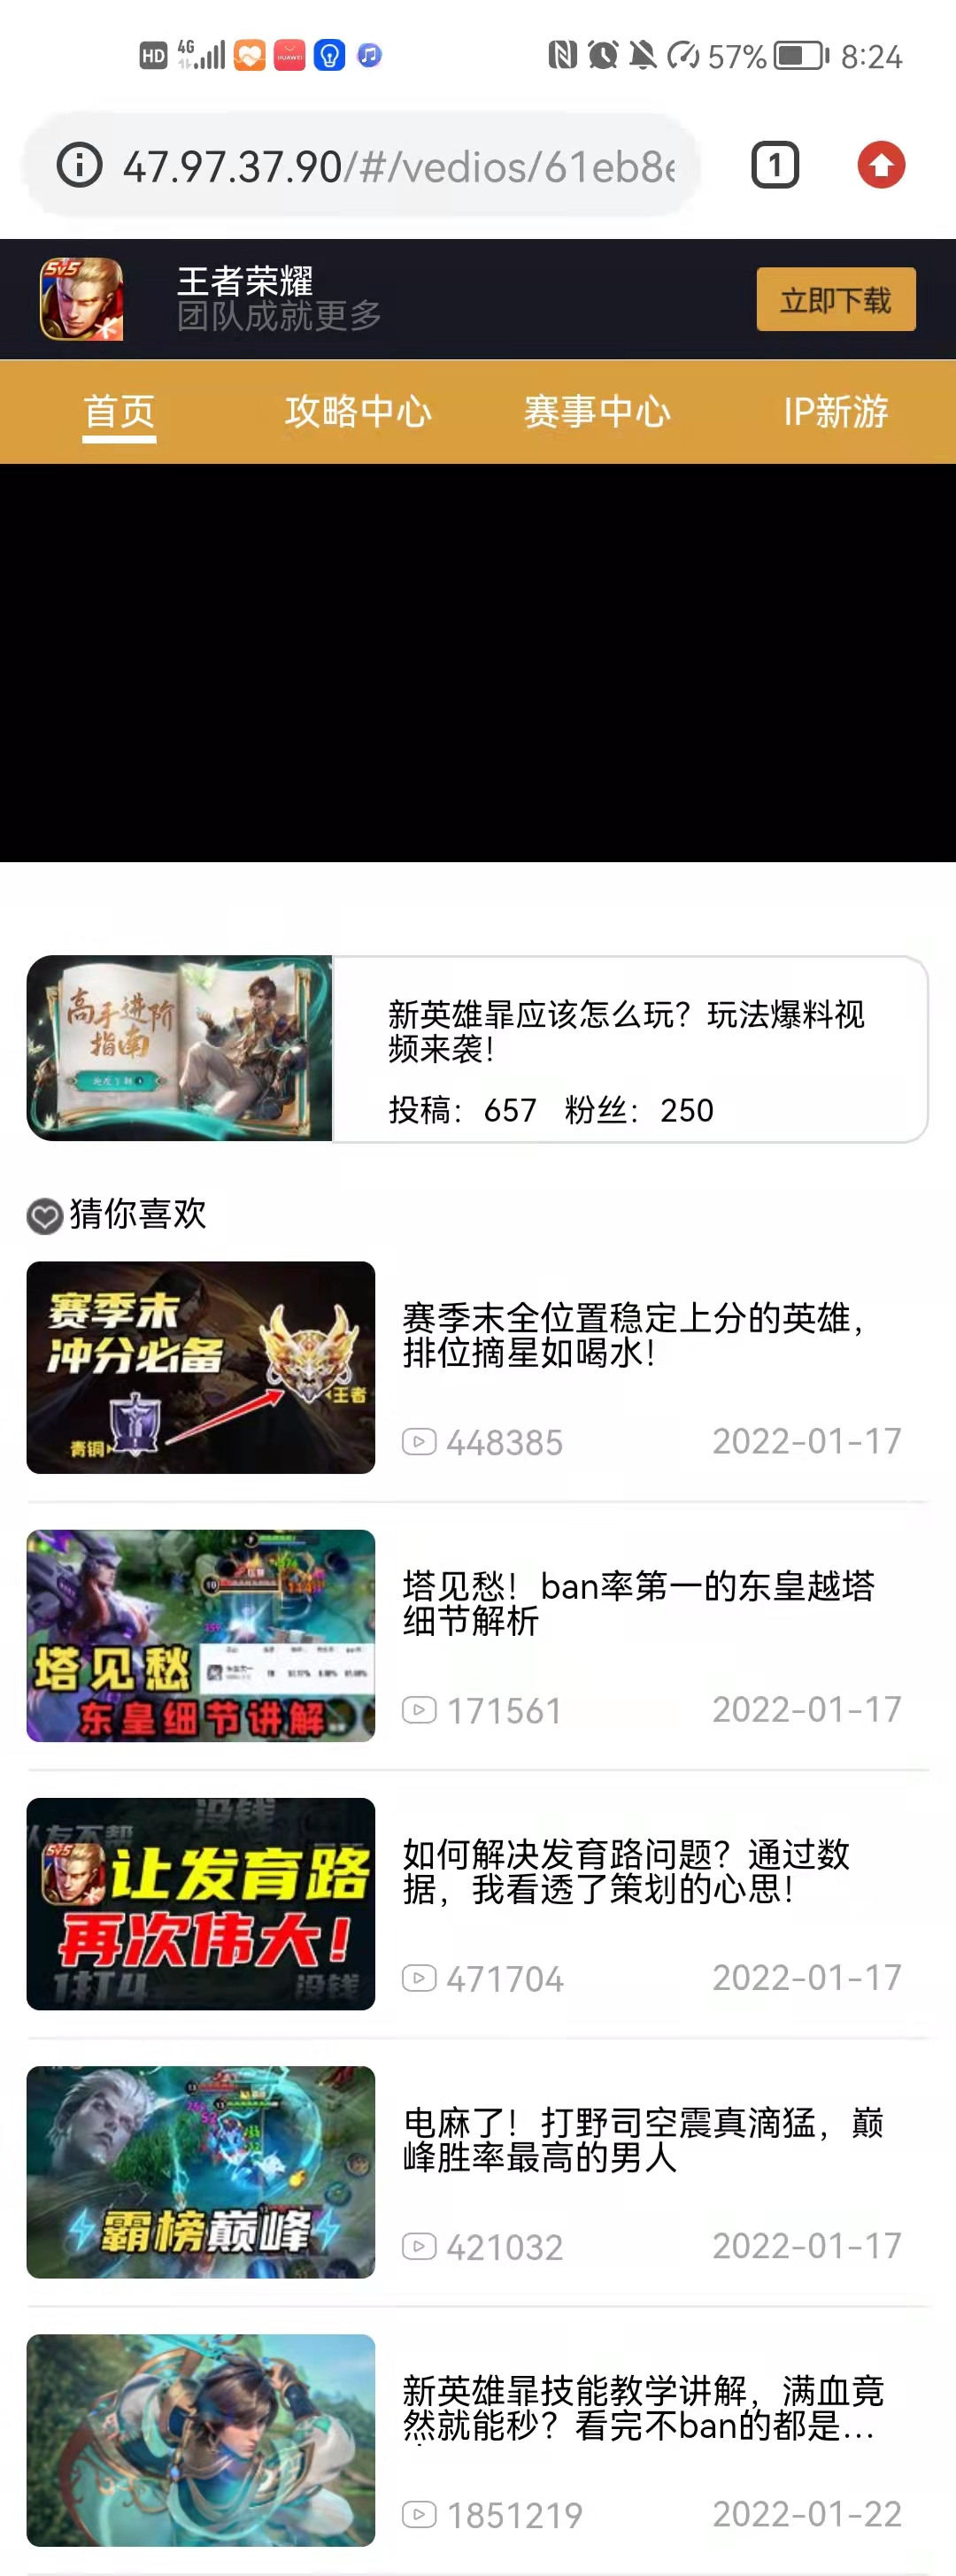 HD 4G HUAWEI 57% 8:24
47.97.37.90/#/vedios/61eb8e
1
5v5
王者荣耀
团队成就更多
立即下载
首页 攻略中心 赛事中心 IP新游
高手进阶
指南
新英雄暃应该怎么玩？玩法爆料视
频来袭！
投稿：657 粉丝：250
猜你喜欢
赛季末
冲分必备
王者
青铜
赛季末全位置稳定上分的英雄，
排位摘星如喝水！
448385 2022-01-17
塔见愁
东皇细节讲解
塔见愁！ban率第一的东皇越塔
细节解析
171561 2022-01-17
没钱
5v5
让发育路
再次伟大！
1打4 没钱
如何解决发育路问题？通过数
据，我看透了策划的心思！
471704 2022-01-17
霸榜巅峰
电麻了！打野司空震真滴猛，巅
峰胜率最高的男人
421032 2022-01-17
新英雄暃技能教学讲解，满血竟
然就能秒？看完不ban的都是...
1851219 2022-01-22